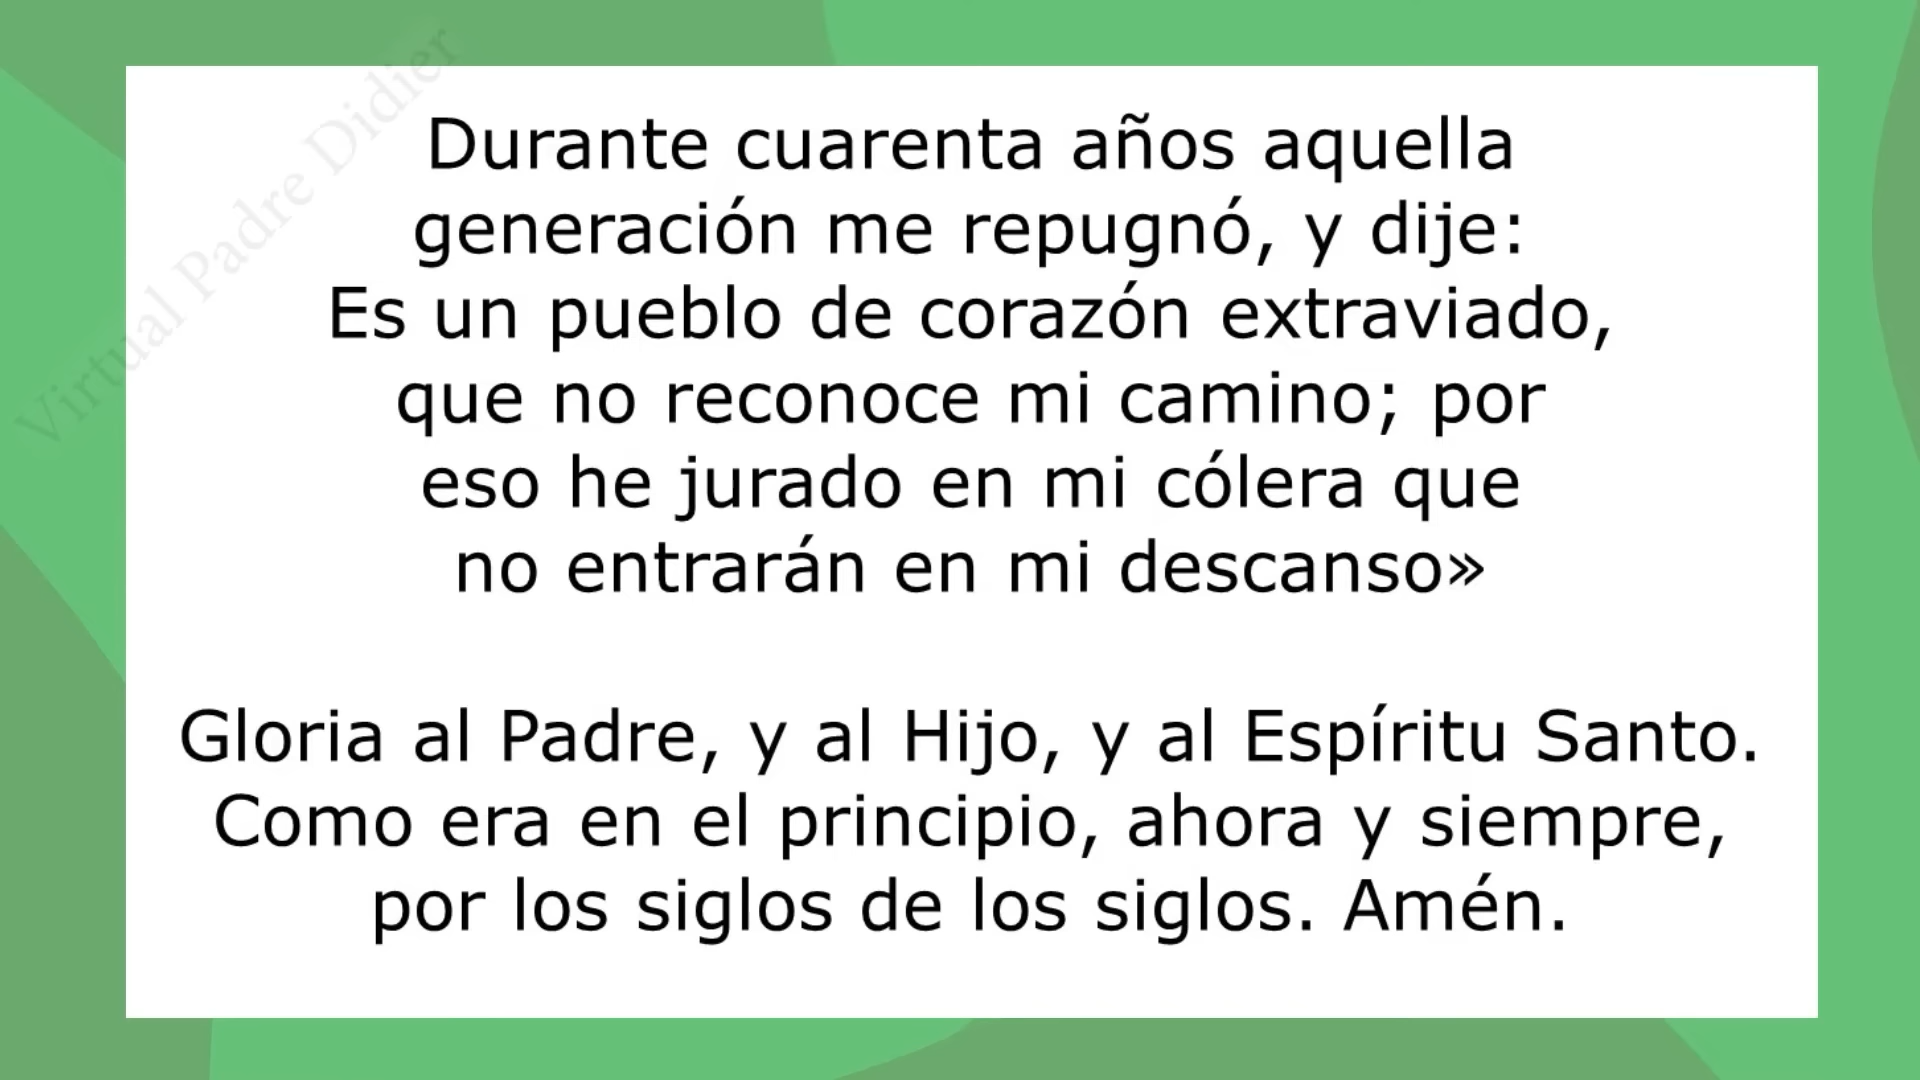 Virtual Padre Didier
Durante cuarenta años aquella
generación me repugnó, y dije:
Es un pueblo de corazón extraviado,
que no reconoce mi camino; por
eso he jurado en mi cólera que
no entrarán en mi descanso»
Gloria al Padre, y al Hijo, y al Espíritu Santo.
Como era en el principio, ahora y siempre,
por los siglos de los siglos. Amén.